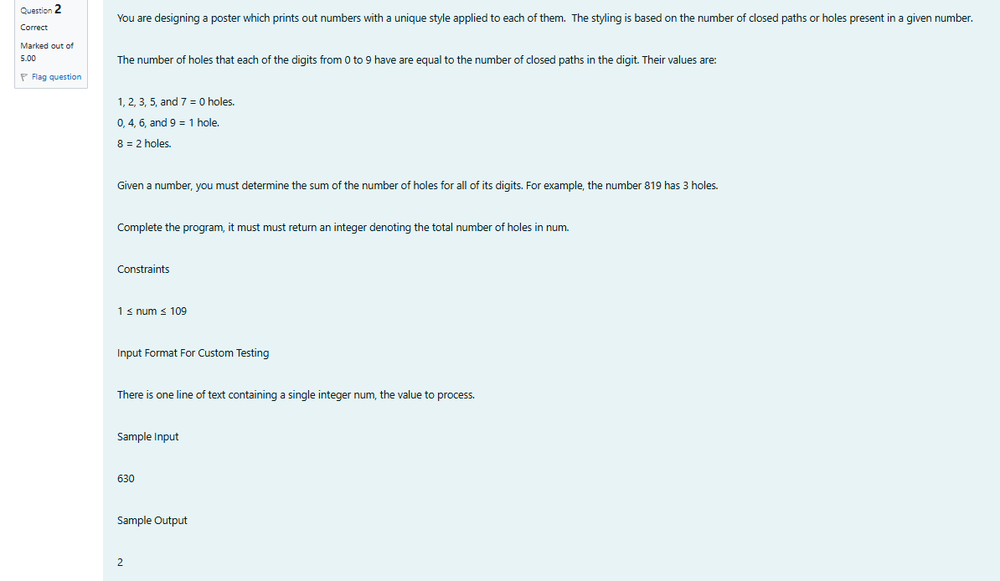 Question 2
Correct
Marked out of
5.00
Flag question
You are designing a poster which prints out numbers with a unique style applied to each of them.  The styling is based on the number of closed paths or holes present in a given number.
The number of holes that each of the digits from 0 to 9 have are equal to the number of closed paths in the digit. Their values are:
1, 2, 3, 5, and 7 = 0 holes.
0, 4, 6, and 9 = 1 hole.
8 = 2 holes.
Given a number, you must determine the sum of the number of holes for all of its digits. For example, the number 819 has 3 holes.
Complete the program, it must must return an integer denoting the total number of holes in num.
Constraints
1 ≤ num ≤ 109
Input Format For Custom Testing
There is one line of text containing a single integer num, the value to process.
Sample Input
630
Sample Output
2